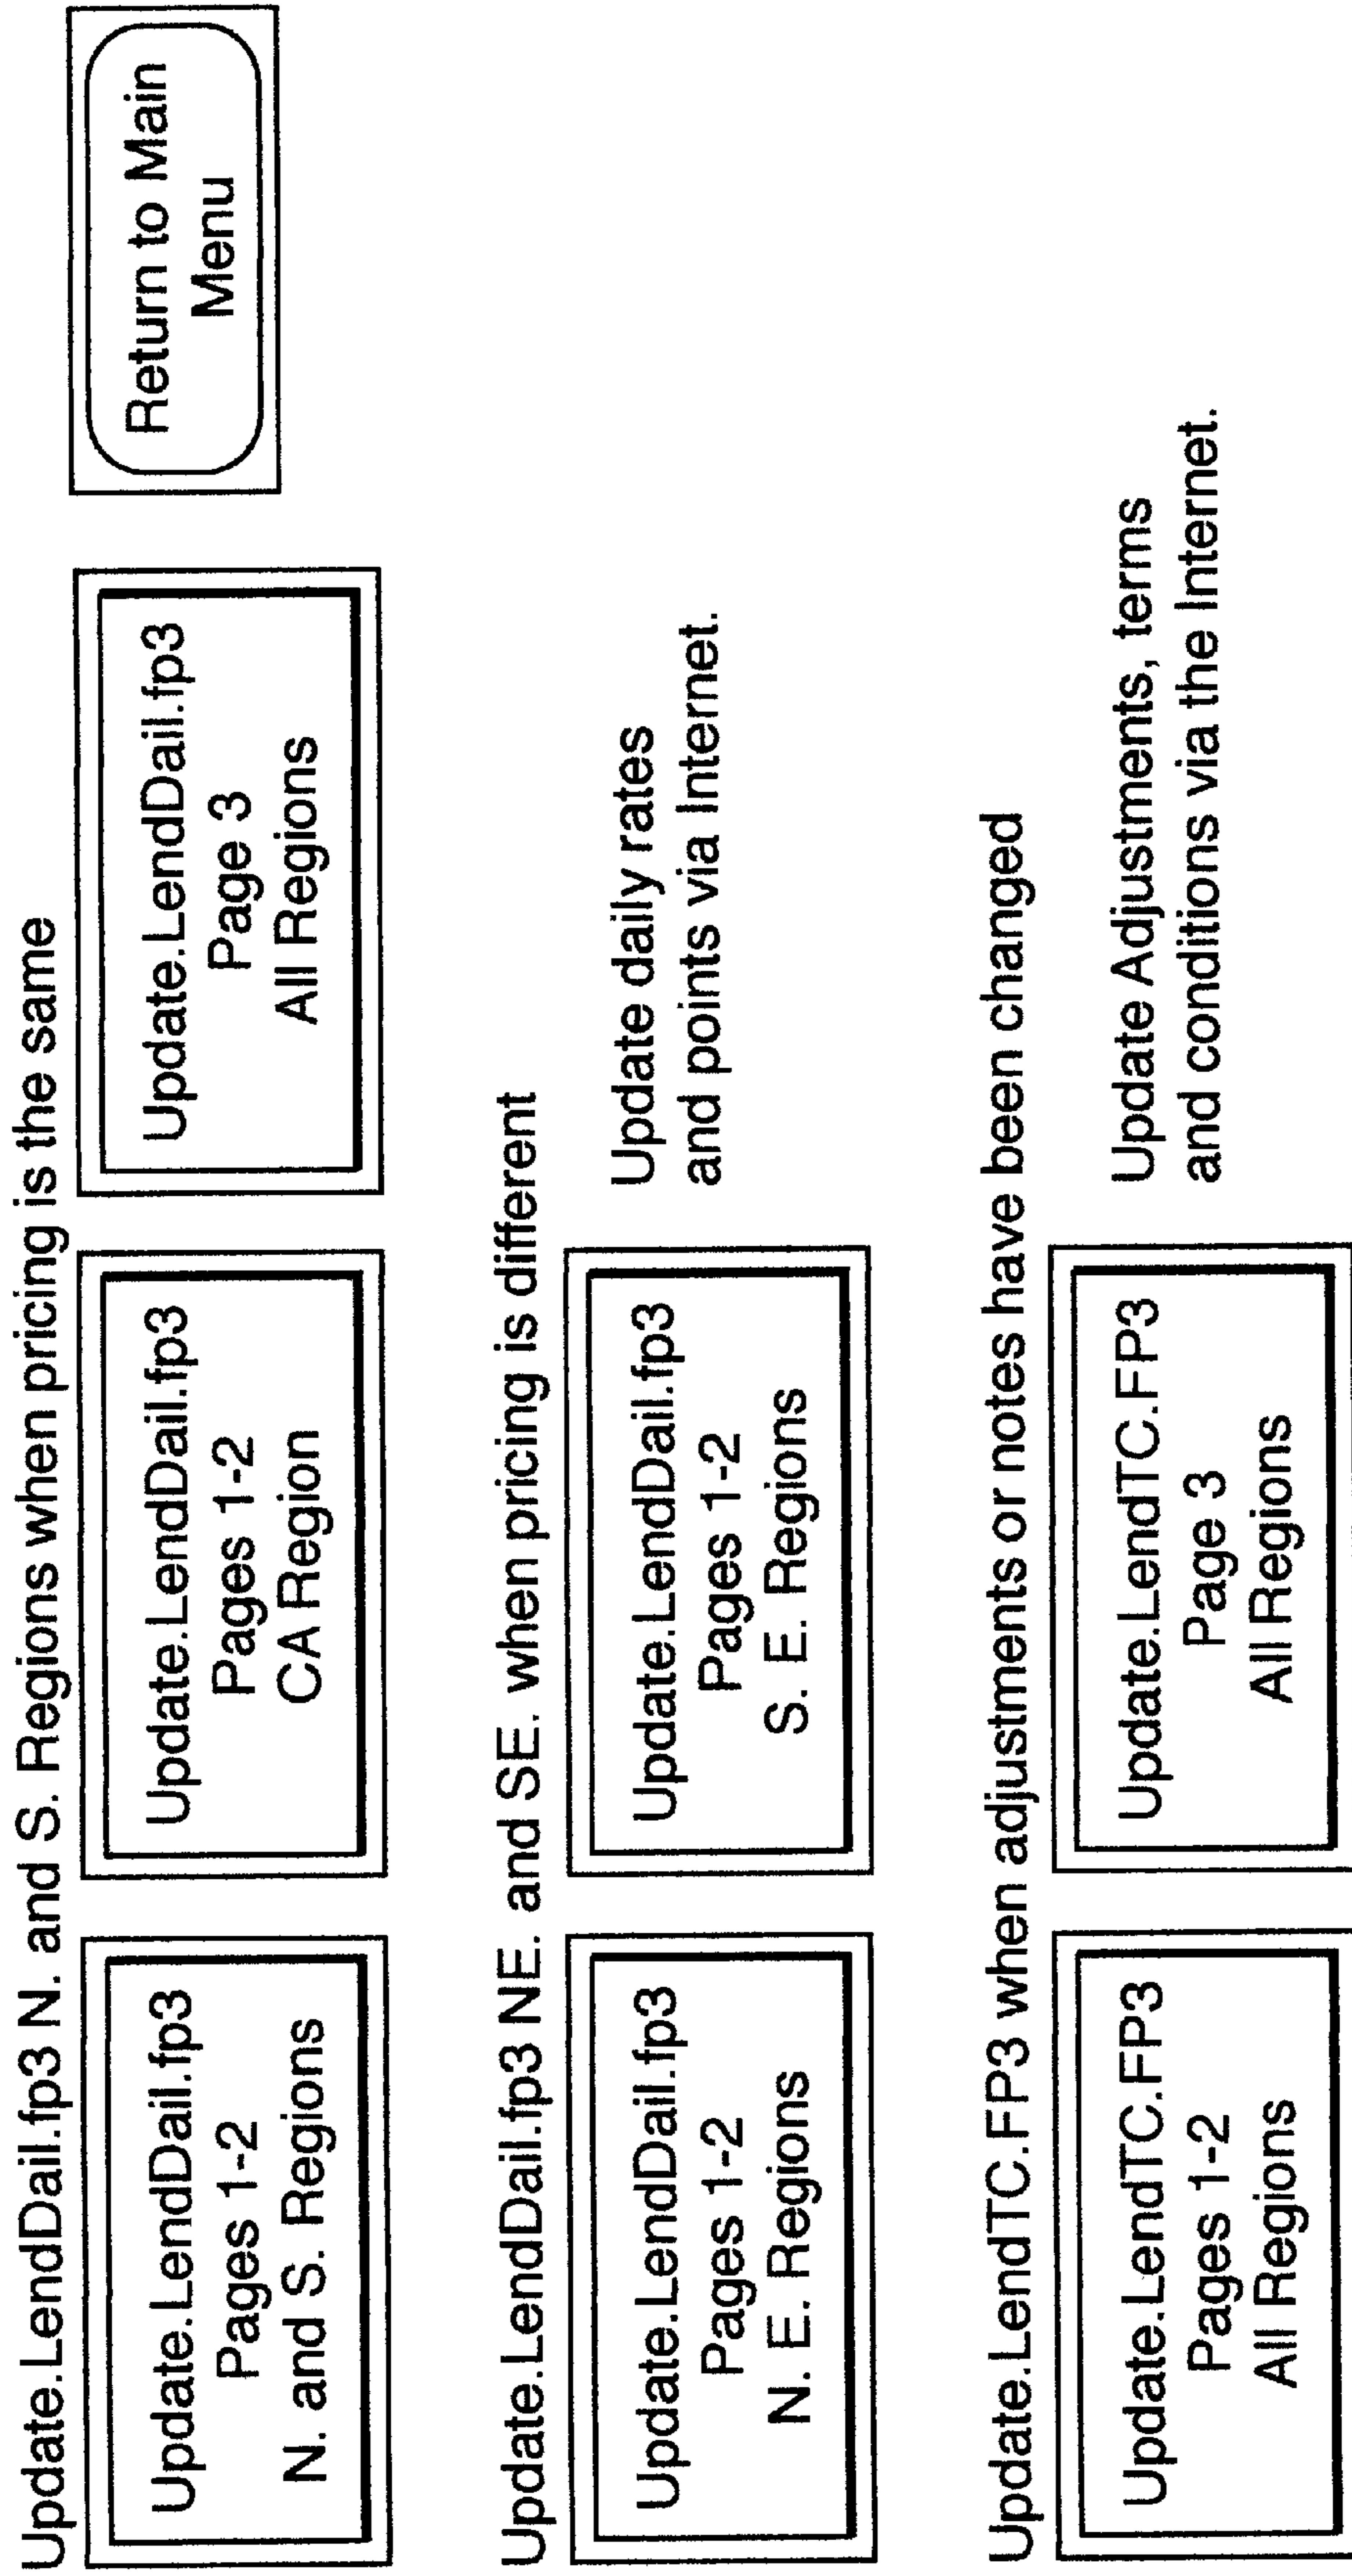 Update.LendDail.fp3 N. and S. Regions when pricing is the same
Update.LendDail.fp3
Pages 1-2
N. and S. Regions
Update.LendDail.fp3
Pages 1-2
CA Region
Update.LendDail.fp3
Page 3
All Regions
Return to Main
Menu
Update.LendDail.fp3 NE. and SE. when pricing is different
Update.LendDail.fp3
Pages 1-2
N. E. Regions
Update.LendDail.fp3
Pages 1-2
S. E. Regions
Update daily rates
and points via Internet.
Update.LendTC.FP3 when adjustments or notes have been changed
Update.LendTC.FP3
Pages 1-2
All Regions
Update.LendTC.FP3
Page 3
All Regions
Update Adjustments, terms
and conditions via the Internet.